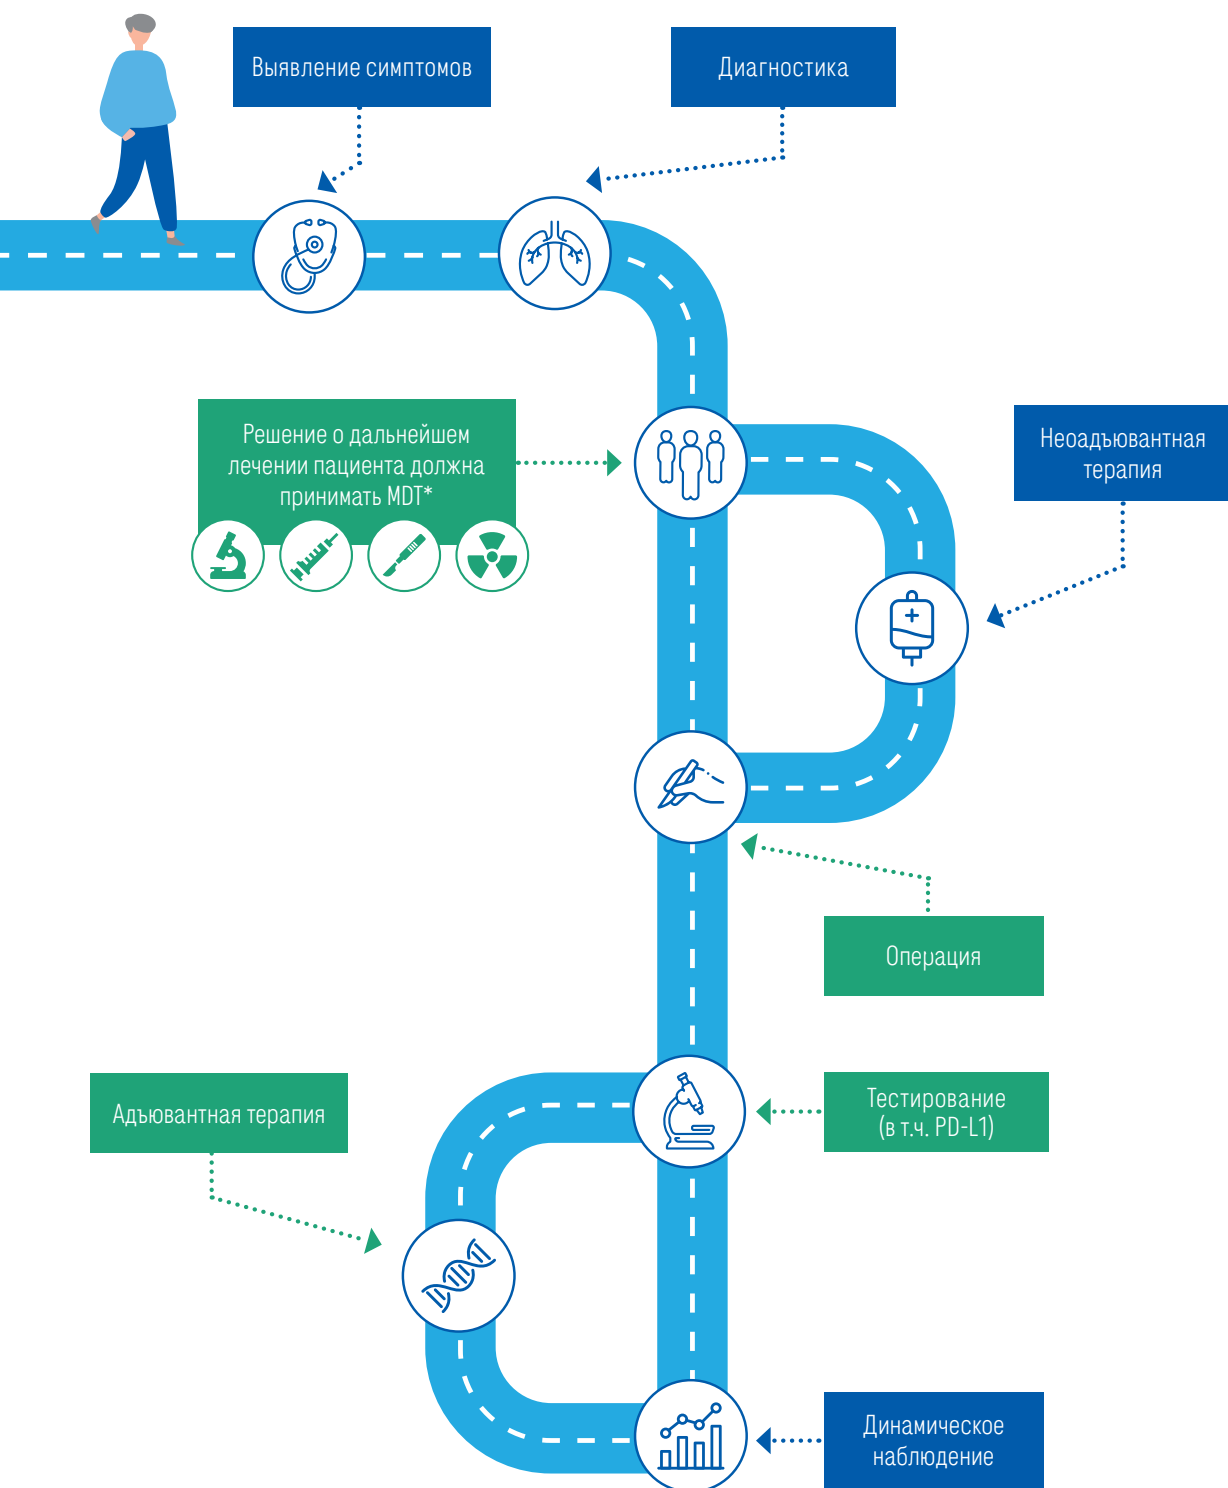 Выявление симптомов
Диагностика
Решение о дальнейшем
лечении пациента должна
принимать MDT*
Неоадъювантная
терапия
Операция
Адъювантная терапия
Тестирование
(в т.ч. PD-L1)
Динамическое
наблюдение